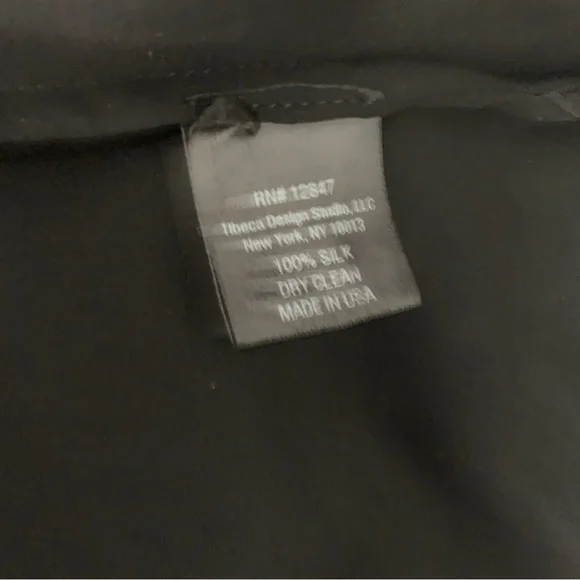 RN# 12847
Tibeca Design Studio, LLC
New York, NY 10013
100% SILK
DRY CLEAN
MADE IN USA